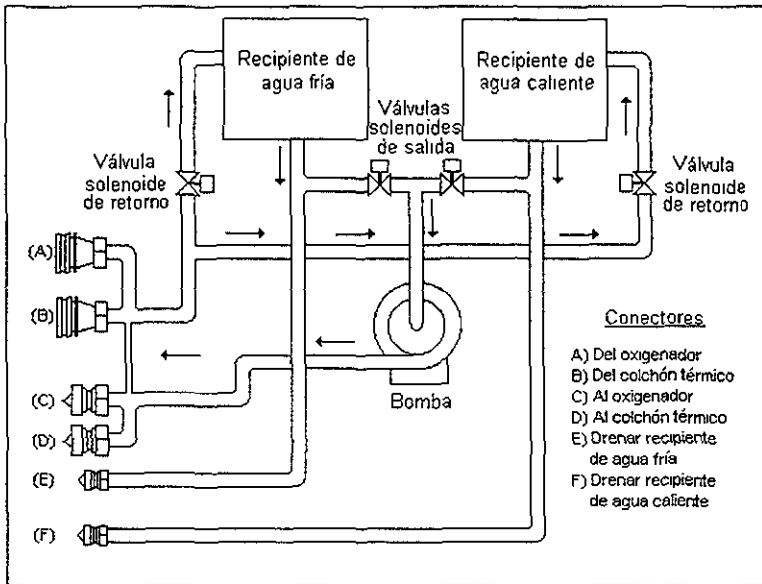 Recipiente de
agua fría
Recipiente de
agua caliente
Válvulas
solenoides
de salida
Válvula
solenoide
de retorno
Válvula
solenoide
de retorno
(A)
(B)
(C)
(D)
(E)
(F)
Bomba
Conectores
A) Del oxigenador
B) Del colchón térmico
C) Al oxigenador
D) Al colchón térmico
E) Drenar recipiente
de agua fría
F) Drenar recipiente
de agua caliente